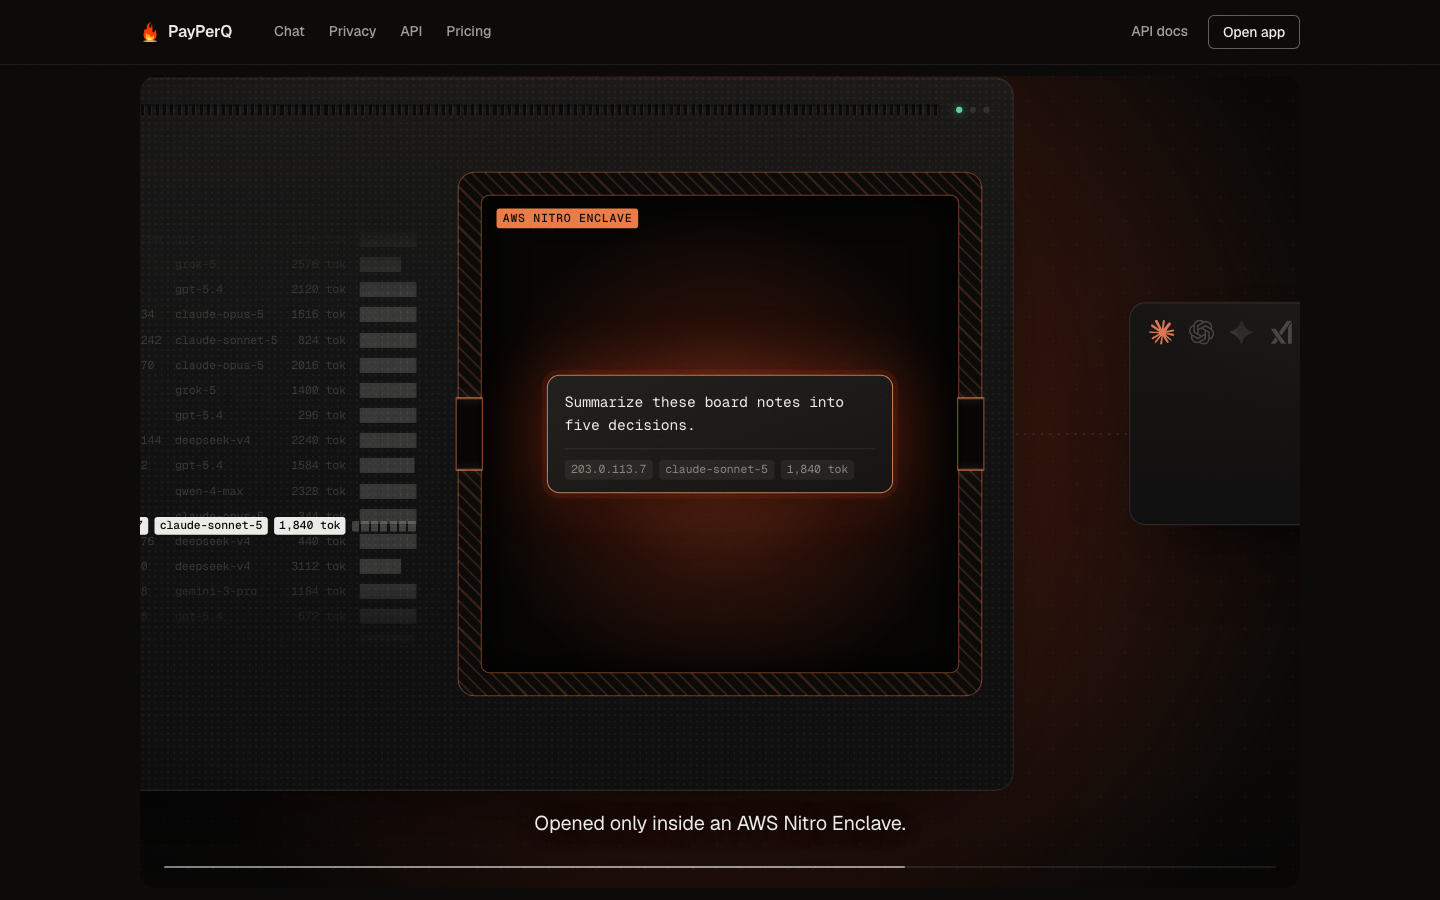 PayPerQ
Chat
Privacy
API
Pricing
API docs
Open app
AWS NITRO ENCLAVE
grok-5 2576 tok
gpt-5.4 2120 tok
34 claude-opus-5 1616 tok
242 claude-sonnet-5 824 tok
70 claude-opus-5 2016 tok
grok-5 1400 tok
gpt-5.4 296 tok
144 deepseek-v4 2240 tok
2 gpt-5.4 1584 tok
qwen-4-max 2328 tok
claude-sonnet-5 1,840 tok
76 deepseek-v4 440 tok
0 deepseek-v4 3112 tok
8 gemini-3-pro 1184 tok
gpt-5.4 672 tok
Summarize these board notes into
five decisions.
203.0.113.7 claude-sonnet-5 1,840 tok
Opened only inside an AWS Nitro Enclave.